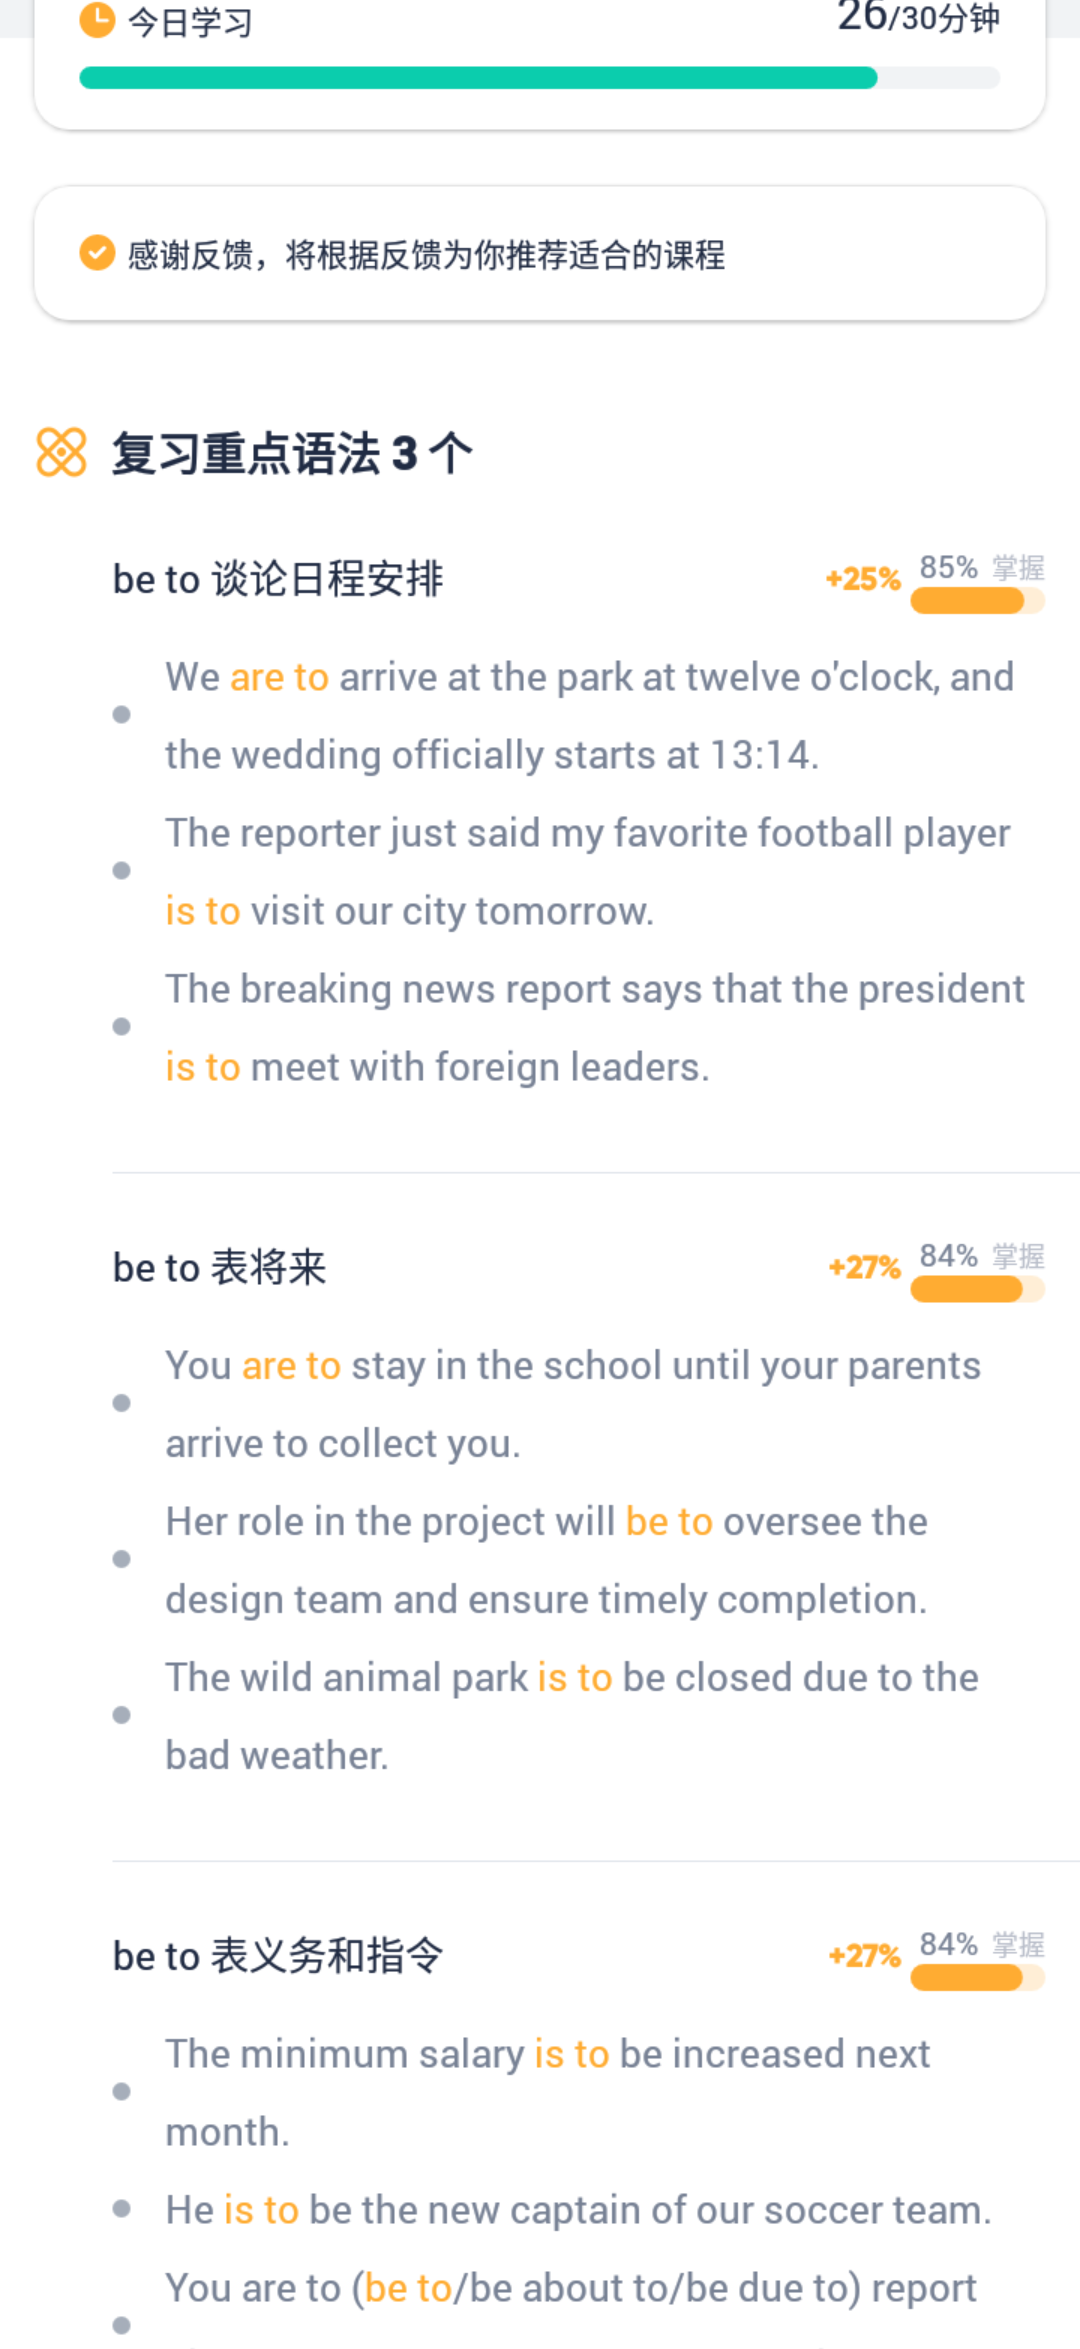 今日学习
26/30分钟
感谢反馈，将根据反馈为你推荐适合的课程
复习重点语法 3 个
be to 谈论日程安排
+25%
85% 掌握
We are to arrive at the park at twelve o'clock, and
the wedding officially starts at 13:14.
The reporter just said my favorite football player
is to visit our city tomorrow.
The breaking news report says that the president
is to meet with foreign leaders.
be to 表将来
+27%
84% 掌握
You are to stay in the school until your parents
arrive to collect you.
Her role in the project will be to oversee the
design team and ensure timely completion.
The wild animal park is to be closed due to the
bad weather.
be to 表义务和指令
+27%
84% 掌握
The minimum salary is to be increased next
month.
He is to be the new captain of our soccer team.
You are to (be to/be about to/be due to) report